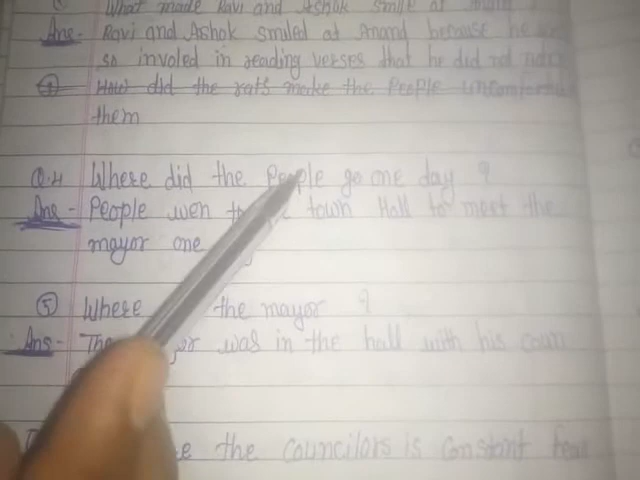 What made Ravi and Ashok smile at
Ans- Ravi and Ashok smiled at Anand because he
so involed in reading verses that he did not
① How did the rats make the People
them
Q.4 Where did the People go one day ?
Ans- People wen town Hall to meet the
mayor one
⑤ Where the mayor ?
Ans- was in the hall with his
the councilors is constant